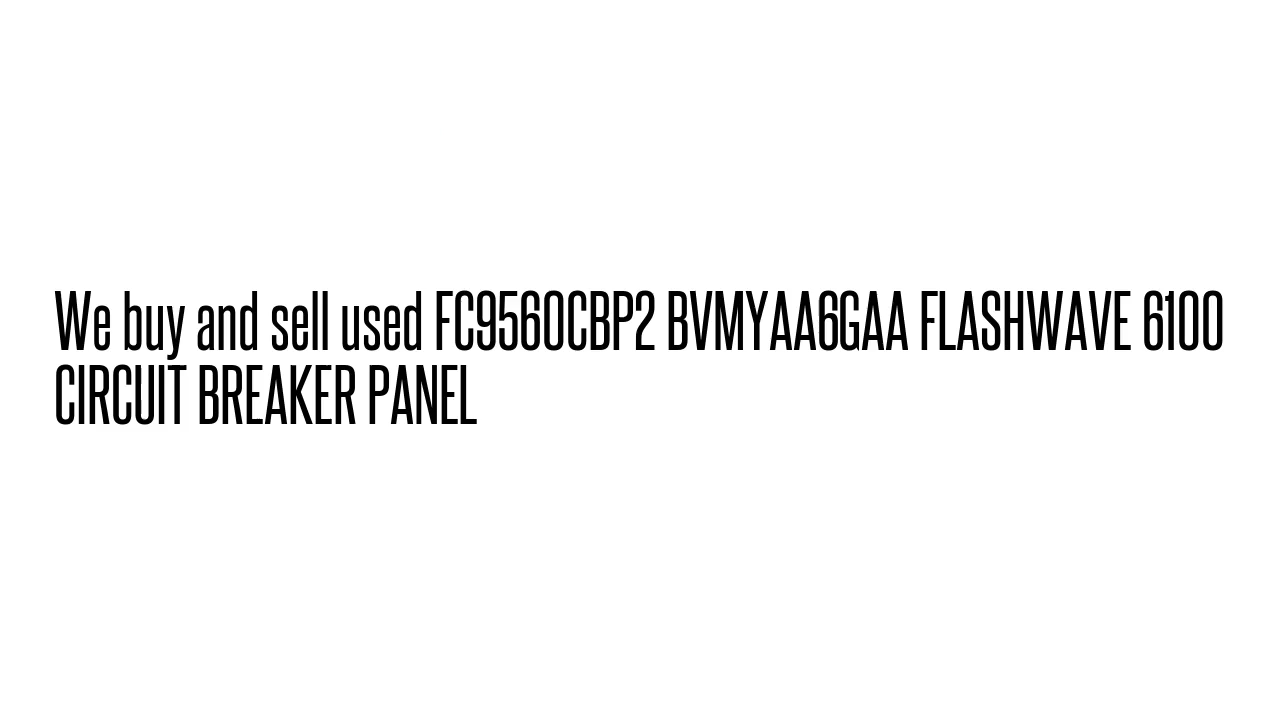 We buy and sell used FC9560CBP2 BVMYAA6GAA FLASHWAVE 6100
CIRCUIT BREAKER PANEL